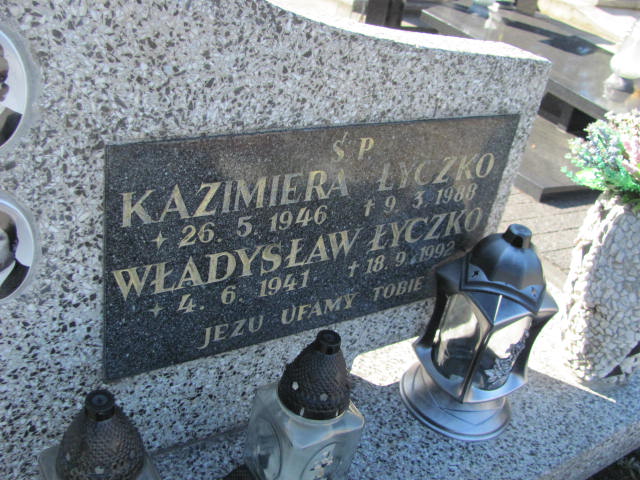 Ś P
KAZIMIERA ŁYCZKO
26. 5. 1946 † 9. 3. 1988
WŁADYSŁAW ŁYCZKO
4. 6. 1941 † 18. 9. 1992
JEZU UFAMY TOBIE